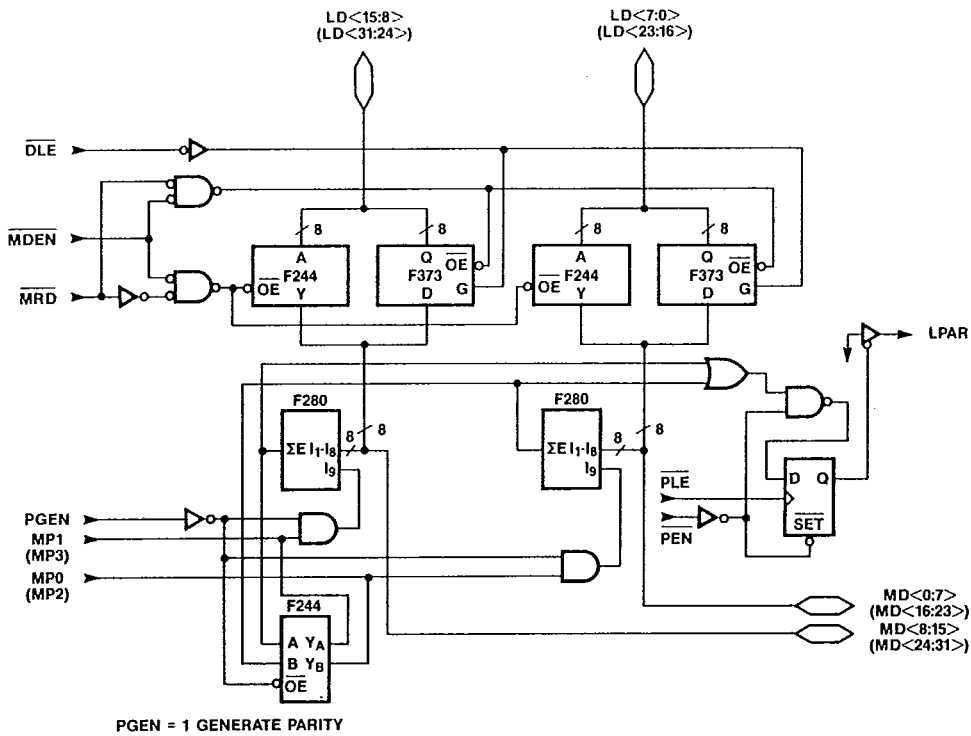 LD<15:8>
(LD<31:24>)
LD<7:0>
(LD<23:16>)
DLE
MDEN
MRD
8
8
8
8
A
F244
OE
Y
Q
OE
F373
G
D
A
F244
OE
Y
Q
OE
F373
G
D
LPAR
F280
ΣE I1-I8
I9
8
8
F280
ΣE I1-I8
I9
8
8
PLE
PEN
D Q
SET
PGEN
MP1
(MP3)
MP0
(MP2)
F244
A YA
B YB
OE
MD<0:7>
(MD<16:23>)
MD<8:15>
(MD<24:31>)
PGEN = 1 GENERATE PARITY